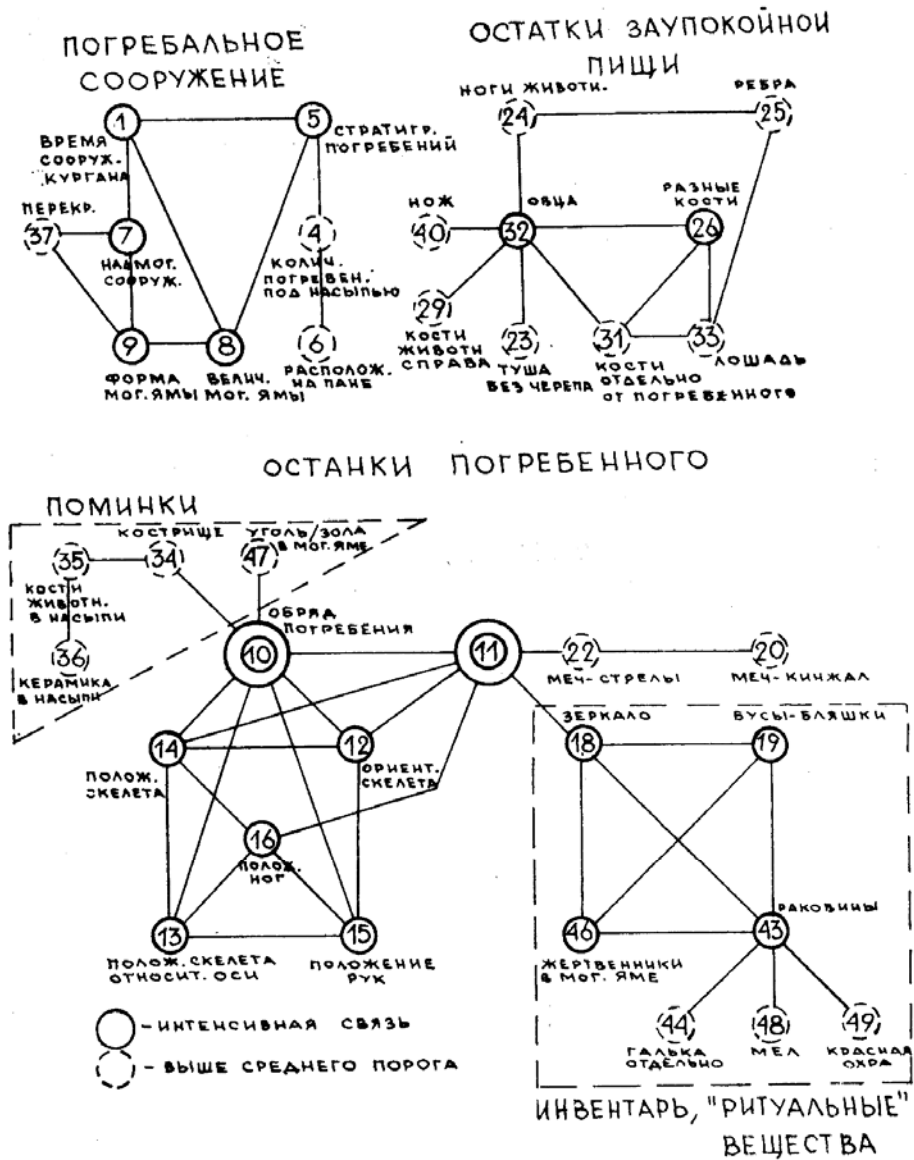 ПОГРЕБАЛЬНОЕ
СООРУЖЕНИЕ
1
5
ВРЕМЯ
СООРУЖ.
КУРГАНА
СТРАТИГР.
ПОГРЕБЕНИЙ
ПЕРЕКР.
37
7
НАДМОГ.
СООРУЖ.
4
КОЛИЧ.
ПОГРЕБЕН.
ПОД НАСЫПЬЮ
9
8
6
ФОРМА
МОГ. ЯМЫ
ВЕЛИЧ.
МОГ. ЯМЫ
РАСПОЛОЖ.
НА ПАНЕ
ОСТАТКИ ЗАУПОКОЙНОЙ
ПИЩИ
НОГИ ЖИВОТН.
24
РЕБРА
25
НОЖ
40
ОВЦА
32
РАЗНЫЕ
КОСТИ
26
29
КОСТИ
ЖИВОТН
СПРАВА
23
ТУША
БЕЗ ЧЕРЕПА
31
КОСТИ
ОТДЕЛЬНО
ОТ ПОГРЕБЕННОГО
33
ЛОШАДЬ
ОСТАНКИ ПОГРЕБЕННОГО
ПОМИНКИ
КОСТРИЩЕ
УГОЛЬ/ЗОЛА
В МОГ. ЯМЕ
35
34
47
КОСТИ
ЖИВОТН.
В НАСЫПИ
36
КЕРАМИКА
В НАСЫПИ
ОБРЯД
ПОГРЕБЕНИЯ
10
11
22
МЕЧ-СТРЕЛЫ
20
МЕЧ-КИНЖАЛ
14
ПОЛОЖ.
СКЕЛЕТА
12
ОРИЕНТ.
СКЕЛЕТА
16
ПОЛОЖ.
НОГ
13
ПОЛОЖ. СКЕЛЕТА
ОТНОСИТ. ОСИ
15
ПОЛОЖЕНИЕ
РУК
ЗЕРКАЛО
18
БУСЫ-БЛЯШКИ
19
46
ЖЕРТВЕННИКИ
В МОГ. ЯМЕ
РАКОВИНЫ
43
44
ГАЛЬКА
ОТДЕЛЬНО
48
МЕЛ
49
КРАСНАЯ
ОХРА
- ИНТЕНСИВНАЯ СВЯЗЬ
- ВЫШЕ СРЕДНЕГО ПОРОГА
ИНВЕНТАРЬ, "РИТУАЛЬНЫЕ"
ВЕЩЕСТВА